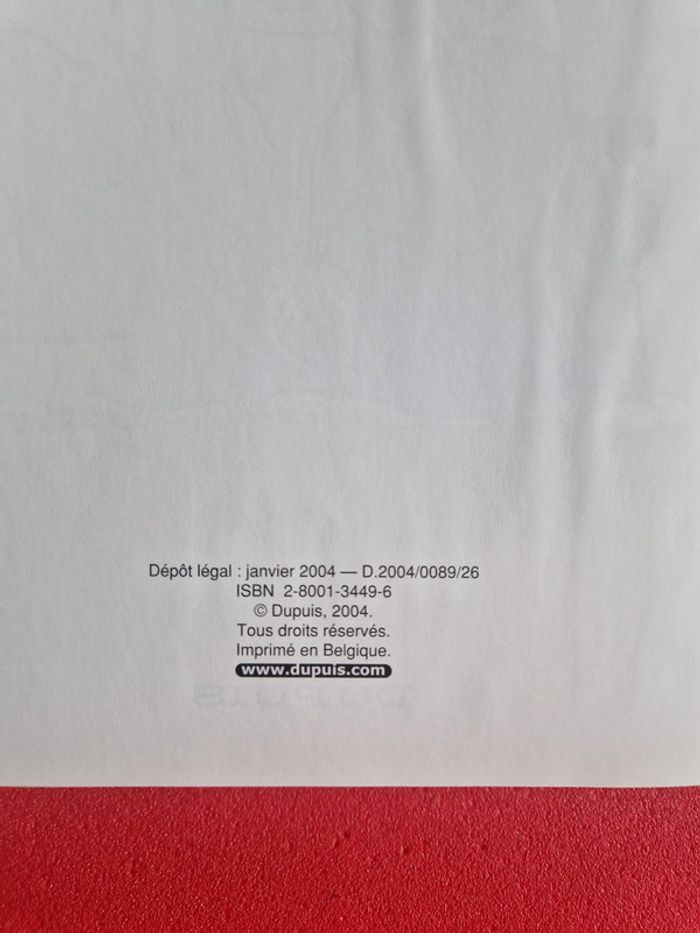 Dépôt légal : janvier 2004 — D.2004/0089/26
ISBN 2-8001-3449-6
© Dupuis, 2004.
Tous droits réservés.
Imprimé en Belgique.
www.dupuis.com